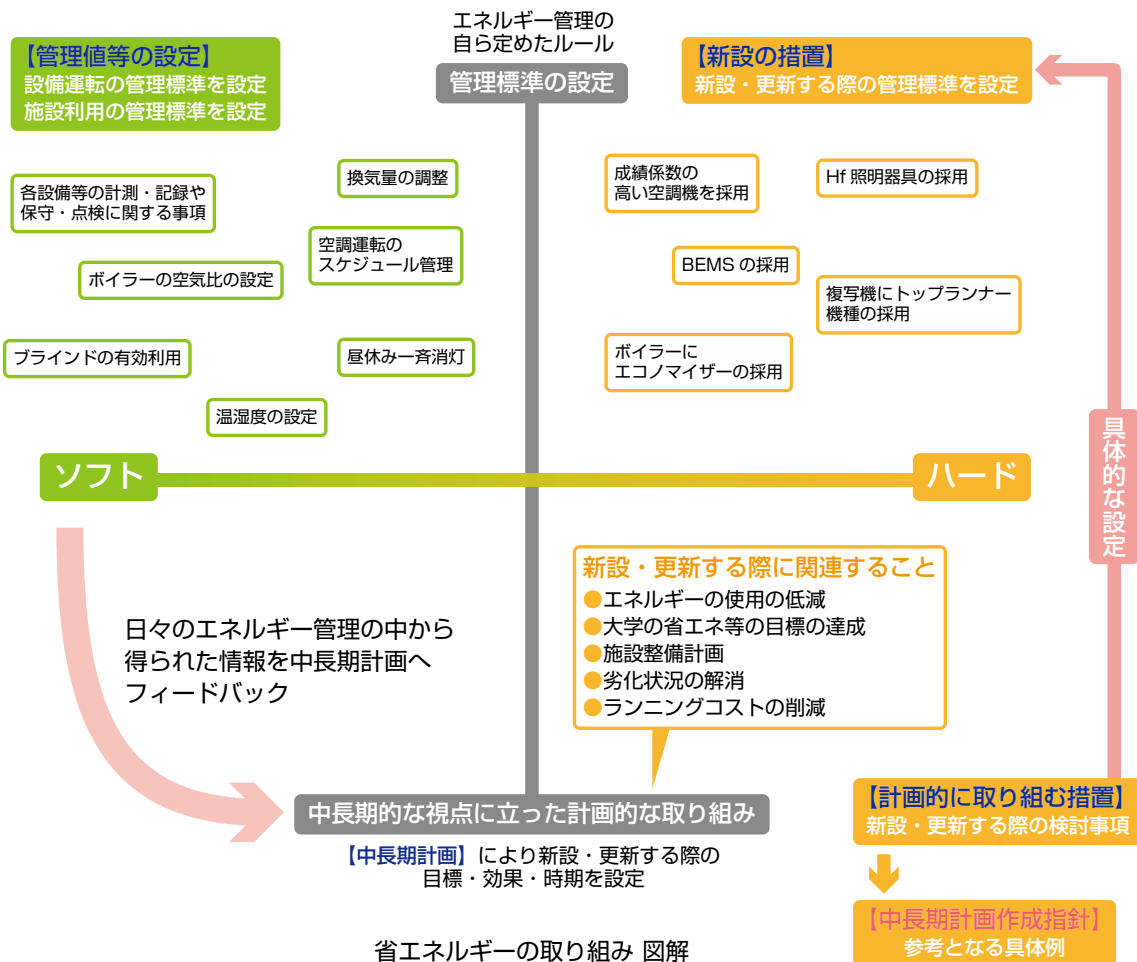 エネルギー管理の
自ら定めたルール
管理標準の設定
【管理値等の設定】
設備運転の管理標準を設定
施設利用の管理標準を設定
【新設の措置】
新設・更新する際の管理標準を設定
各設備等の計測・記録や
保守・点検に関する事項
換気量の調整
空調運転の
スケジュール管理
ボイラーの空気比の設定
ブラインドの有効利用
昼休み一斉消灯
温湿度の設定
成績係数の
高い空調機を採用
Hf 照明器具の採用
BEMS の採用
複写機にトップランナー
機種の採用
ボイラーに
エコノマイザーの採用
ソフト
ハード
具体的な設定
日々のエネルギー管理の中から
得られた情報を中長期計画へ
フィードバック
新設・更新する際に関連すること
●エネルギーの使用の低減
●大学の省エネ等の目標の達成
●施設整備計画
●劣化状況の解消
●ランニングコストの削減
中長期的な視点に立った計画的な取り組み
【中長期計画】により新設・更新する際の
目標・効果・時期を設定
【計画的に取り組む措置】
新設・更新する際の検討事項
【中長期計画作成指針】
参考となる具体例
省エネルギーの取り組み 図解